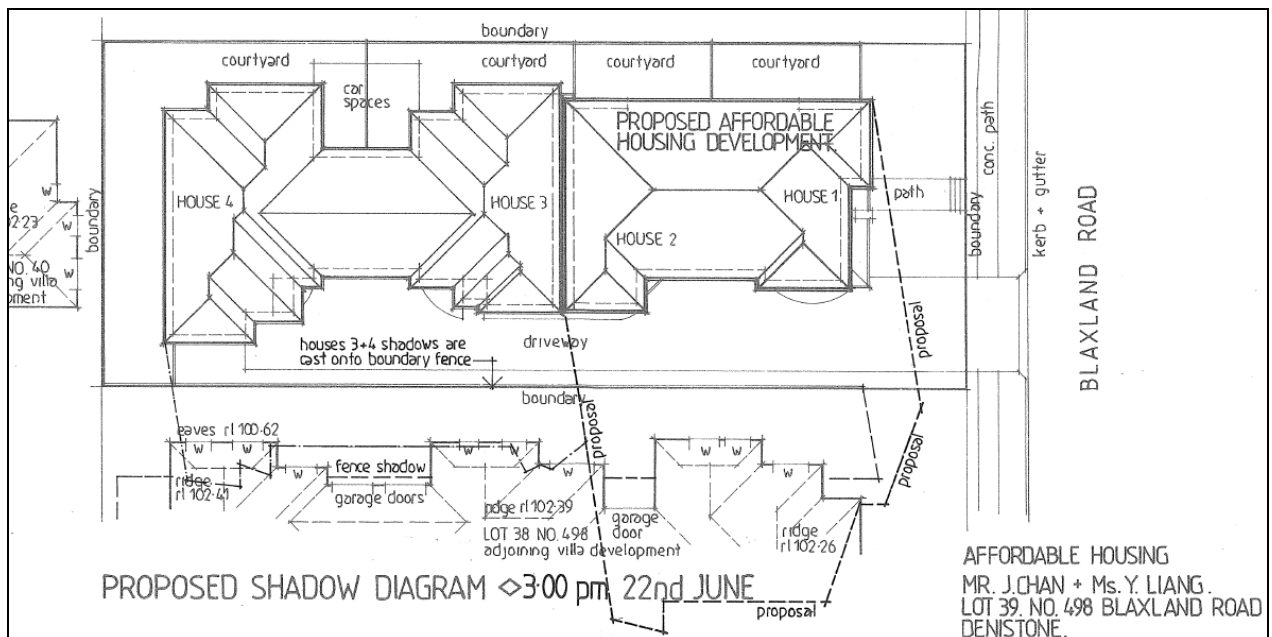 boundary
courtyard
courtyard
courtyard
courtyard
car
spaces
PROPOSED AFFORDABLE
HOUSING DEVELOPMENT.
conc. path
kerb + gutter
BLAXLAND ROAD
W
boundary
HOUSE 4
HOUSE 3
HOUSE 1
path
boundary
W
W
HOUSE 2
NO. 40
houses 3+4 shadows are
cast onto boundary fence
driveway
proposal
boundary
proposal
proposal
eaves rl 100·62
W
W
W
W
W
W
W
W
W
fence shadow
ridge
rl 102·41
garage doors
ridge rl 102·39
garage
door
ridge
rl 102·26
LOT 38 NO. 498
adjoining villa development
PROPOSED SHADOW DIAGRAM 3·00 pm 22nd JUNE
proposal
AFFORDABLE HOUSING
MR. J.CHAN + Ms. Y. LIANG.
LOT 39. NO. 498 BLAXLAND ROAD
DENISTONE.